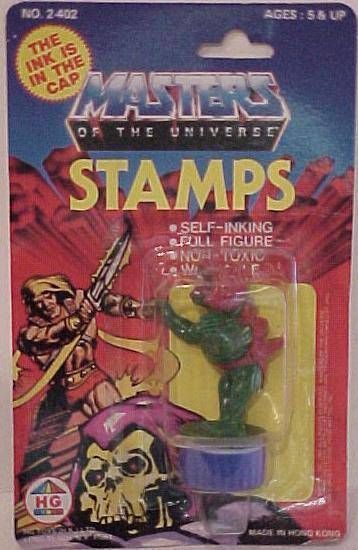 NO. 2-402
AGES : 5 & UP
THE
INK IS
IN THE
CAP
MASTERS
OF THE UNIVERSE
STAMPS
• SELF-INKING
• FULL FIGURE
• NON-TOXIC
HG
MADE IN HONG KONG